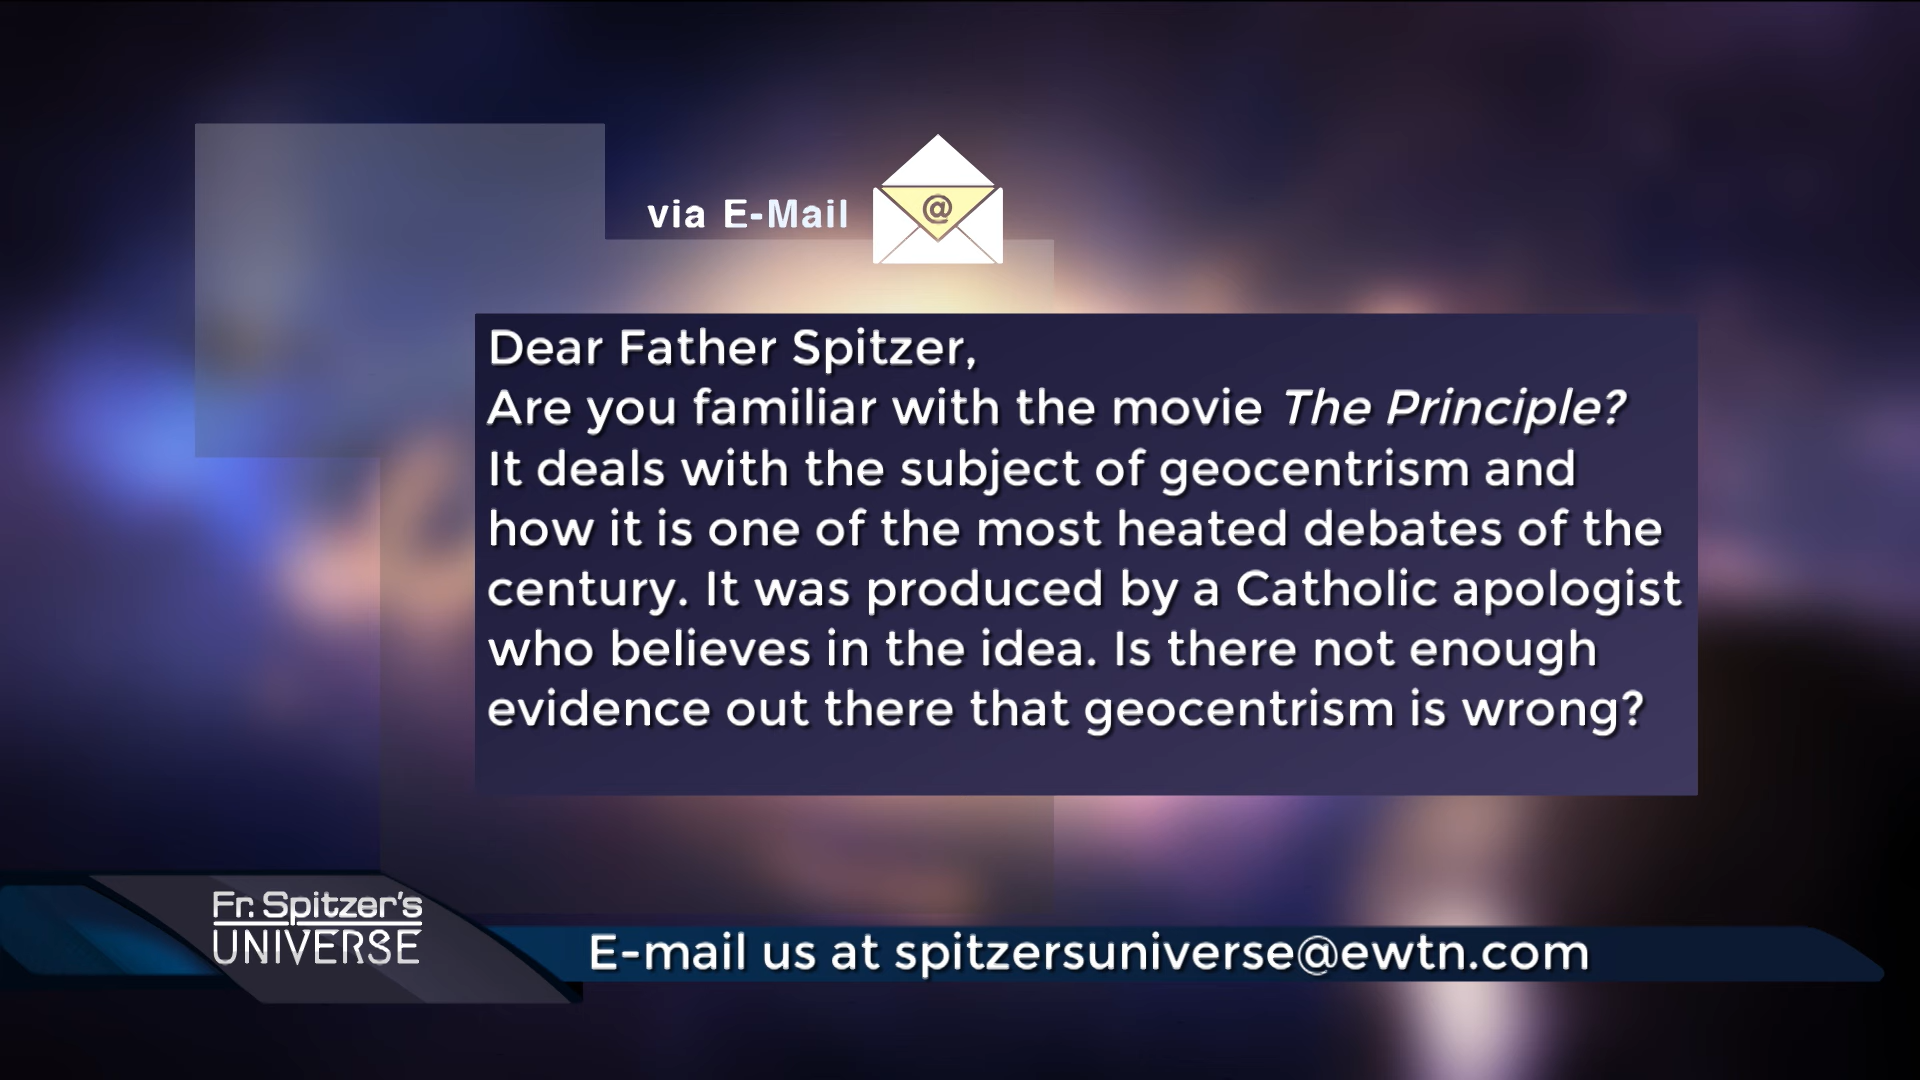 via E-Mail
@
Dear Father Spitzer,
Are you familiar with the movie The Principle?
It deals with the subject of geocentrism and
how it is one of the most heated debates of the
century. It was produced by a Catholic apologist
who believes in the idea. Is there not enough
evidence out there that geocentrism is wrong?
Fr. Spitzer's
UNIVERSE
E-mail us at spitzersuniverse@ewtn.com